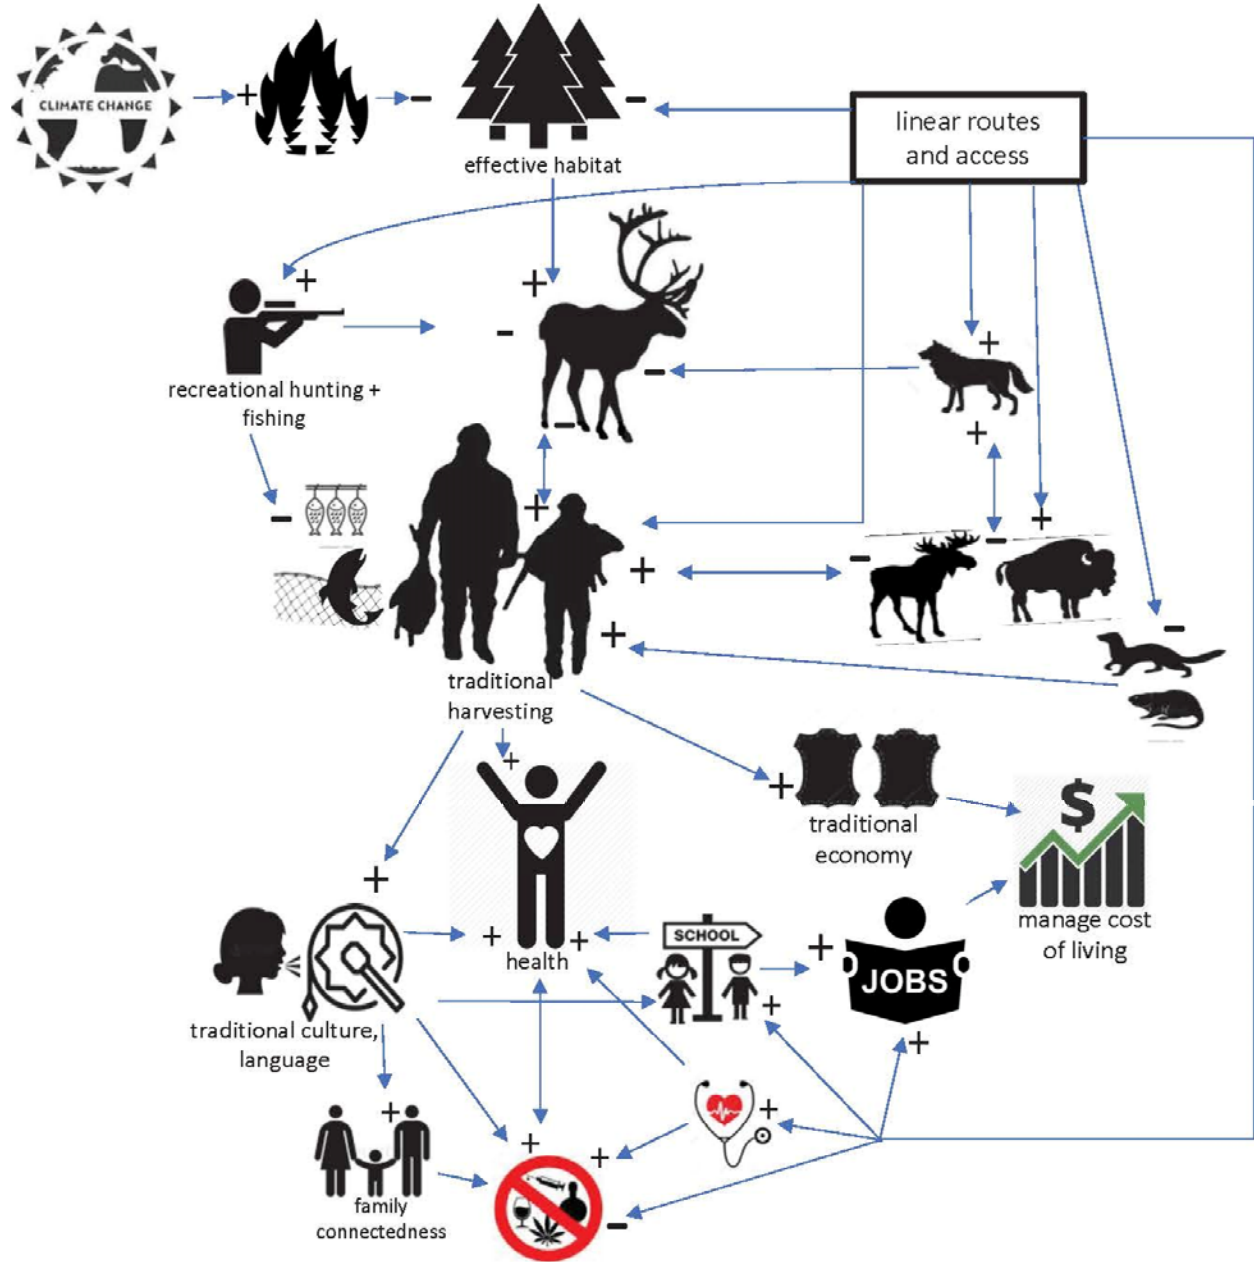 CLIMATE CHANGE
+
-
effective habitat
-
linear routes
and access
+
+
-
-
+
recreational hunting +
fishing
-
+
-
+
+
-
-
+
-
+
+
-
traditional
harvesting
+
+
traditional
economy
$
manage cost
of living
+
+
+
health
SCHOOL
+
+
JOBS
+
traditional culture,
language
+
family
connectedness
+
+
+
-